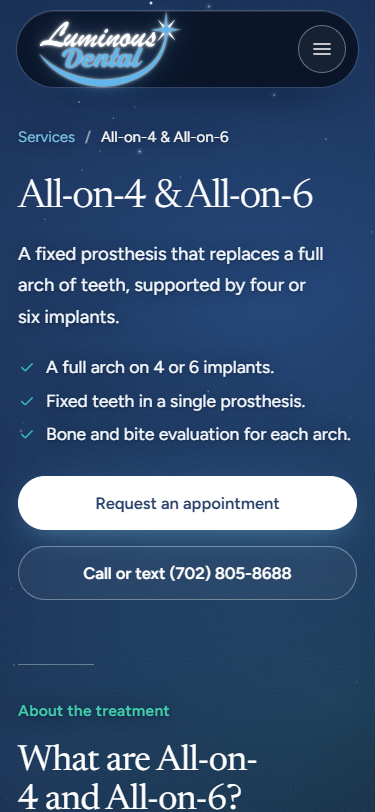 Luminous
Dental
Services / All-on-4 & All-on-6
All-on-4 & All-on-6
A fixed prosthesis that replaces a full
arch of teeth, supported by four or
six implants.
A full arch on 4 or 6 implants.
Fixed teeth in a single prosthesis.
Bone and bite evaluation for each arch.
Request an appointment
Call or text (702) 805-8688
About the treatment
What are All-on-
4 and All-on-6?